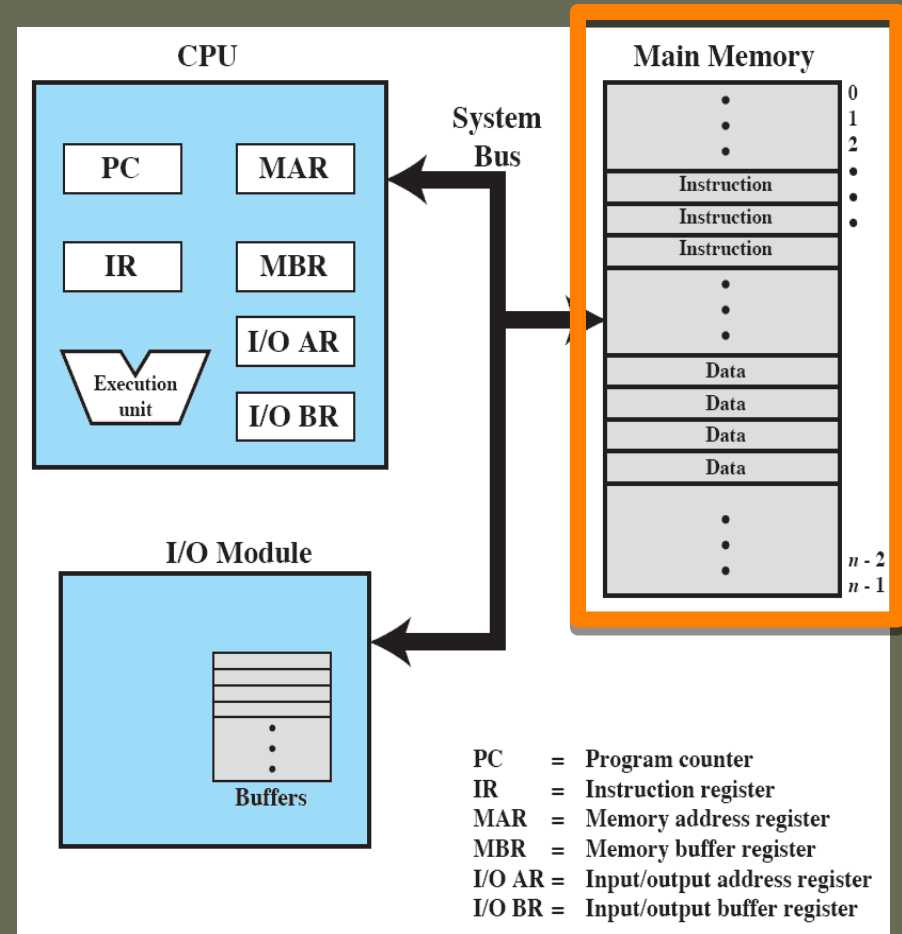 CPU
PC
MAR
IR
MBR
I/O AR
I/O BR
Execution
unit
System
Bus
Main Memory
0
1
2
Instruction
Instruction
Instruction
Data
Data
Data
Data
n - 2
n - 1
I/O Module
Buffers
PC = Program counter
IR = Instruction register
MAR = Memory address register
MBR = Memory buffer register
I/O AR = Input/output address register
I/O BR = Input/output buffer register